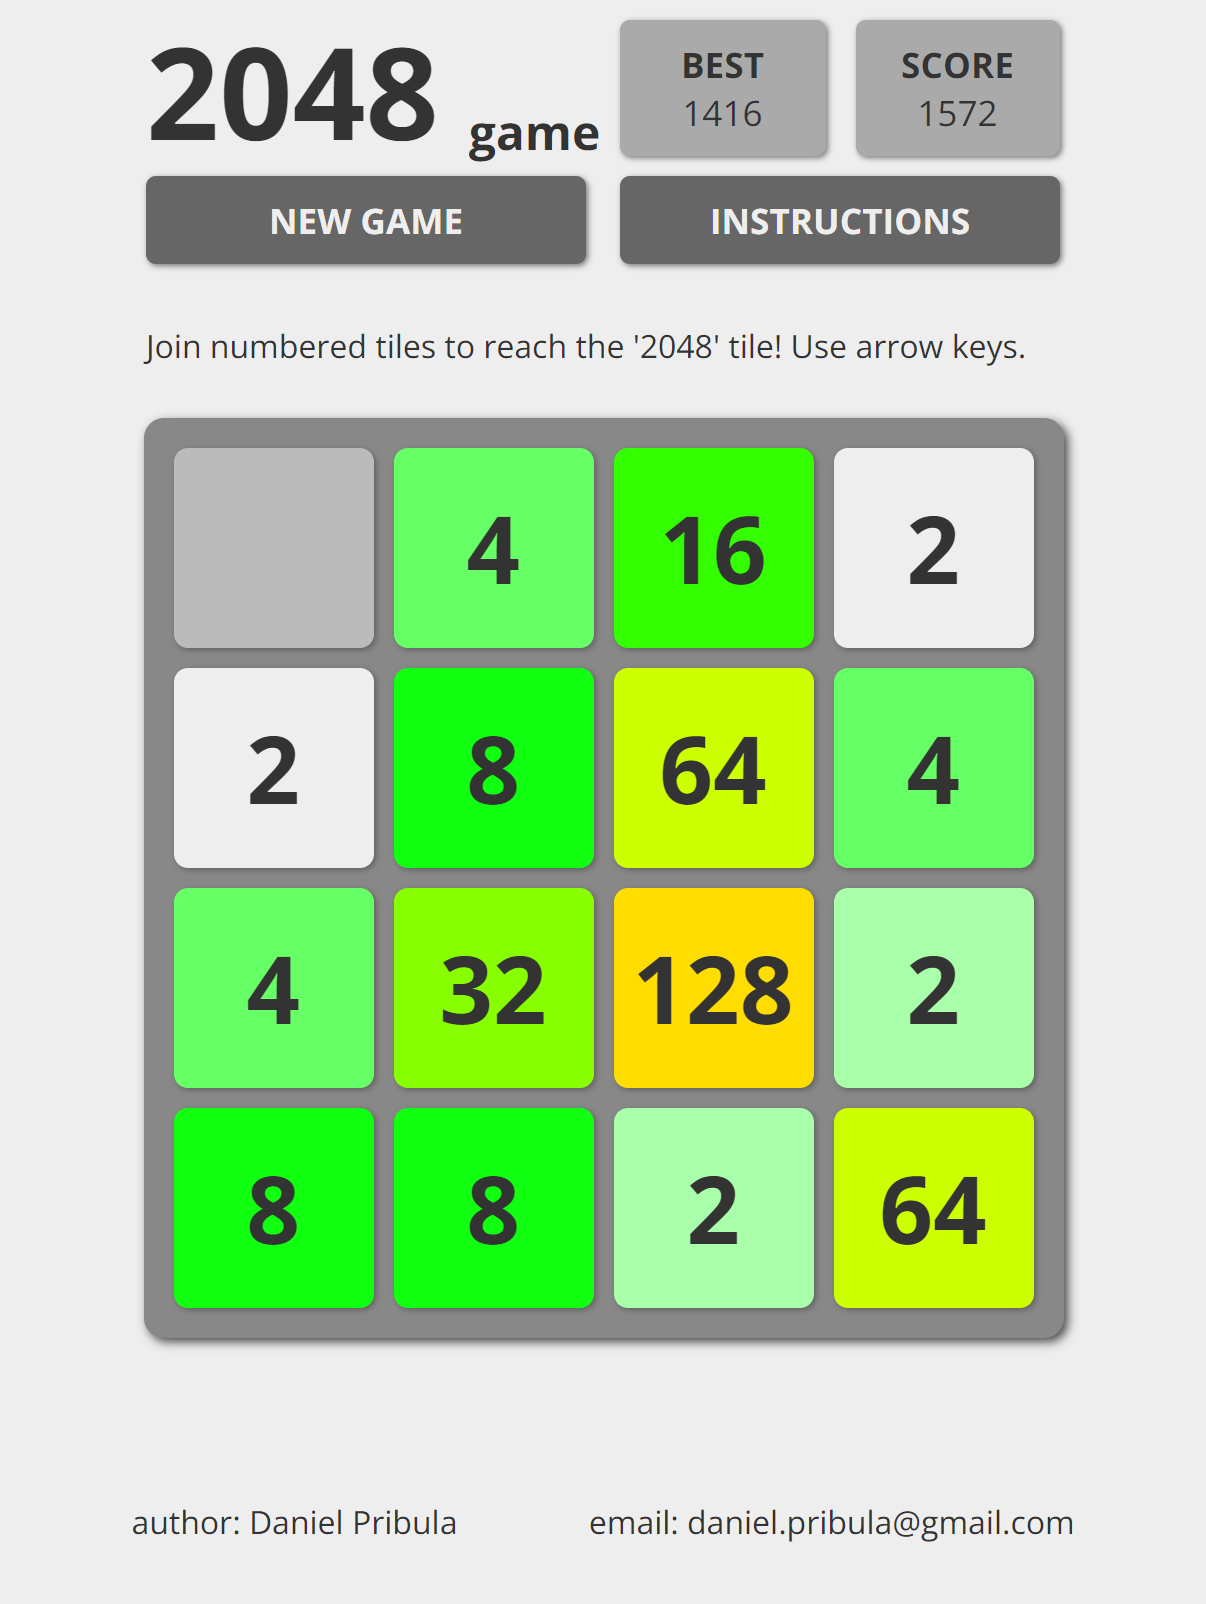 2048 game
BEST
1416
SCORE
1572
NEW GAME
INSTRUCTIONS
Join numbered tiles to reach the '2048' tile! Use arrow keys.
4 16 2
2 8 64 4
4 32 128 2
8 8 2 64
author: Daniel Pribula
email: daniel.pribula@gmail.com